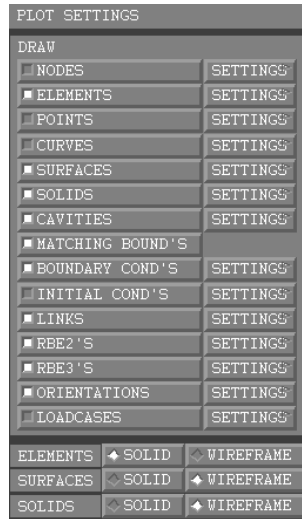 PLOT SETTINGS
DRAW
NODES SETTINGS
ELEMENTS SETTINGS
POINTS SETTINGS
CURVES SETTINGS
SURFACES SETTINGS
SOLIDS SETTINGS
CAVITIES SETTINGS
MATCHING BOUND'S
BOUNDARY COND'S SETTINGS
INITIAL COND'S SETTINGS
LINKS SETTINGS
RBE2'S SETTINGS
RBE3'S SETTINGS
ORIENTATIONS SETTINGS
LOADCASES SETTINGS
ELEMENTS SOLID WIREFRAME
SURFACES SOLID WIREFRAME
SOLIDS SOLID WIREFRAME